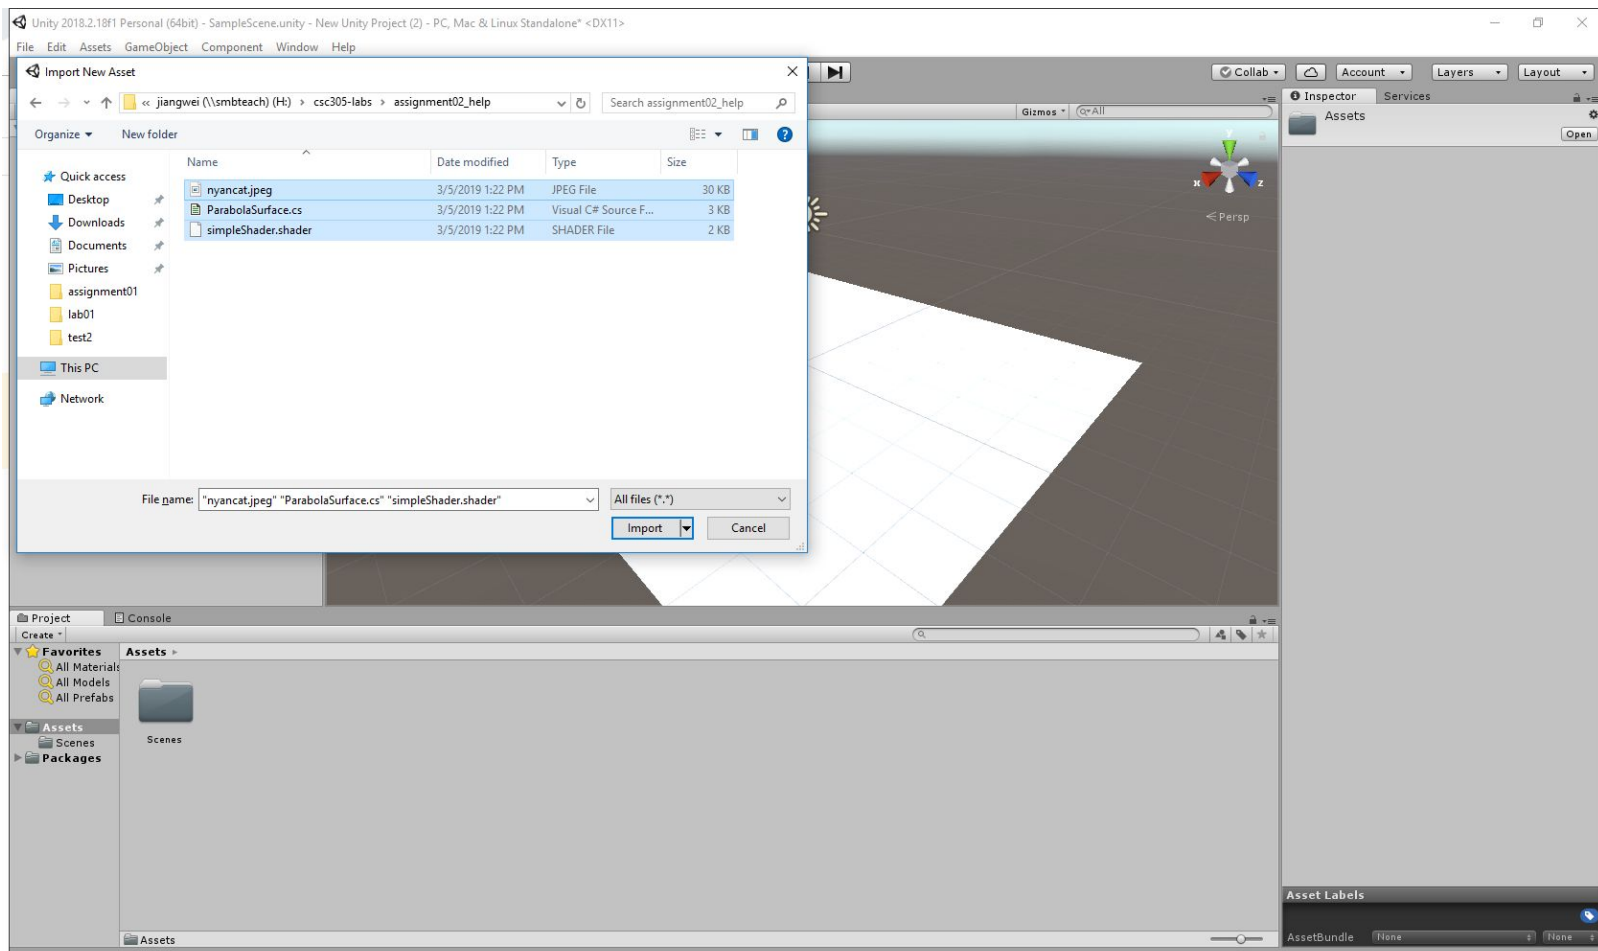 Unity 2018.2.18f1 Personal (64bit) - SampleScene.unity - New Unity Project (2) - PC, Mac & Linux Standalone* <DX11>
File Edit Assets GameObject Component Window Help
Import New Asset
Collab Account Layers Layout
« jiangwei (\\smbteach) (H:) › csc305-labs › assignment02_help Search assignment02_help
Inspector Services
Gizmos All
Assets
Open
Organize New folder
Name Date modified Type Size
Quick access
Desktop
Downloads
Documents
Pictures
assignment01
lab01
test2
This PC
Network
nyancat.jpeg 3/5/2019 1:22 PM JPEG File 30 KB
ParabolaSurface.cs 3/5/2019 1:22 PM Visual C# Source F... 3 KB
simpleShader.shader 3/5/2019 1:22 PM SHADER File 2 KB
y
x z
Persp
File name: "nyancat.jpeg" "ParabolaSurface.cs" "simpleShader.shader" All files (*.*)
Import Cancel
Project Console
Create
Favorites
All Materials
All Models
All Prefabs
Assets
Scenes
Packages
Assets
Scenes
Assets
Asset Labels
AssetBundle None None